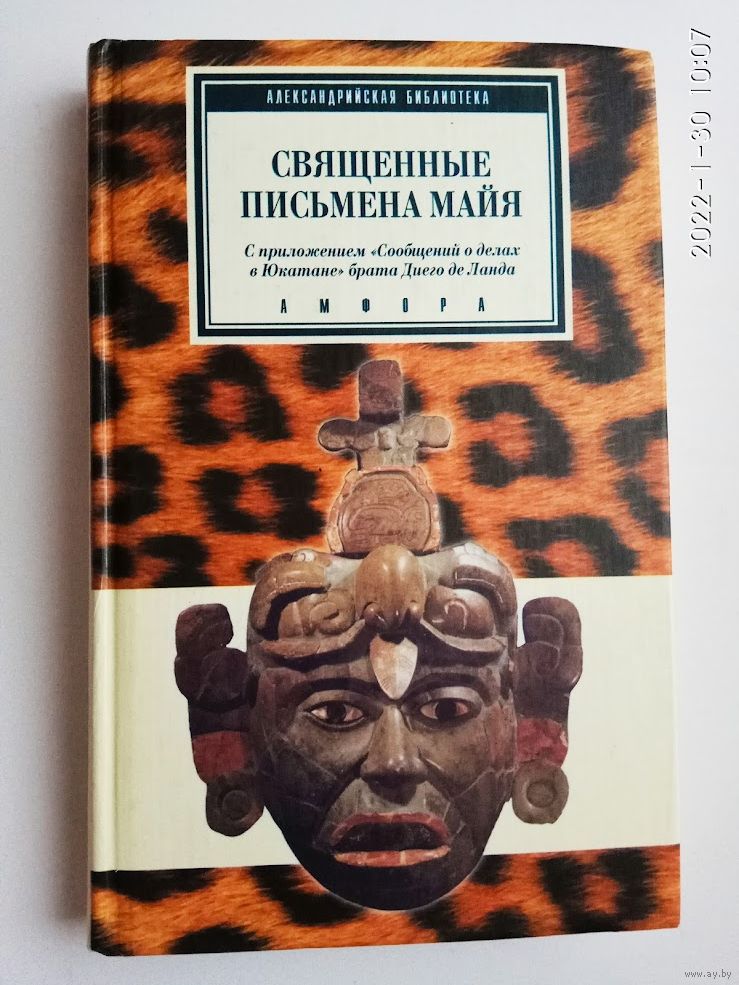 АЛЕКСАНДРИЙСКАЯ БИБЛИОТЕКА
СВЯЩЕННЫЕ
ПИСЬМЕНА МАЙЯ
С приложением «Сообщений о делах
в Юкатане» брата Диего де Ланда
АМФОРА
2022-1-30 10:07
www.ay.by